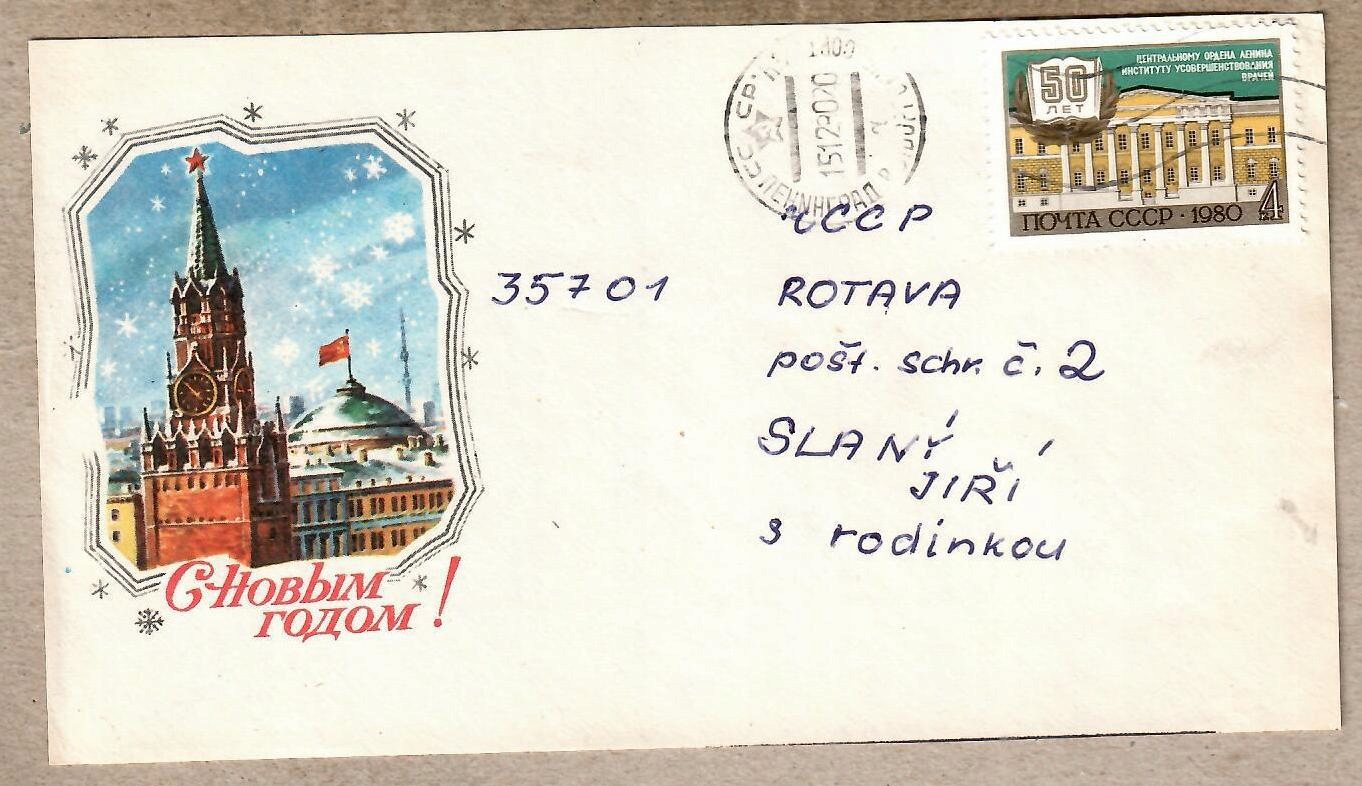 ЦЕНТРАЛЬНОМУ ОРДЕНА ЛЕНИНА
ИНСТИТУТУ УСОВЕРШЕНСТВОВАНИЯ
ВРАЧЕЙ
50
ЛЕТ
ПОЧТА СССР · 1980 4
ЛЕНИНГРАД
ЧССР
35701 ROTAVA
pošt. schr. č. 2
SLANÝ
JIŘÍ
s rodinkou
С НОВЫМ
ГОДОМ!